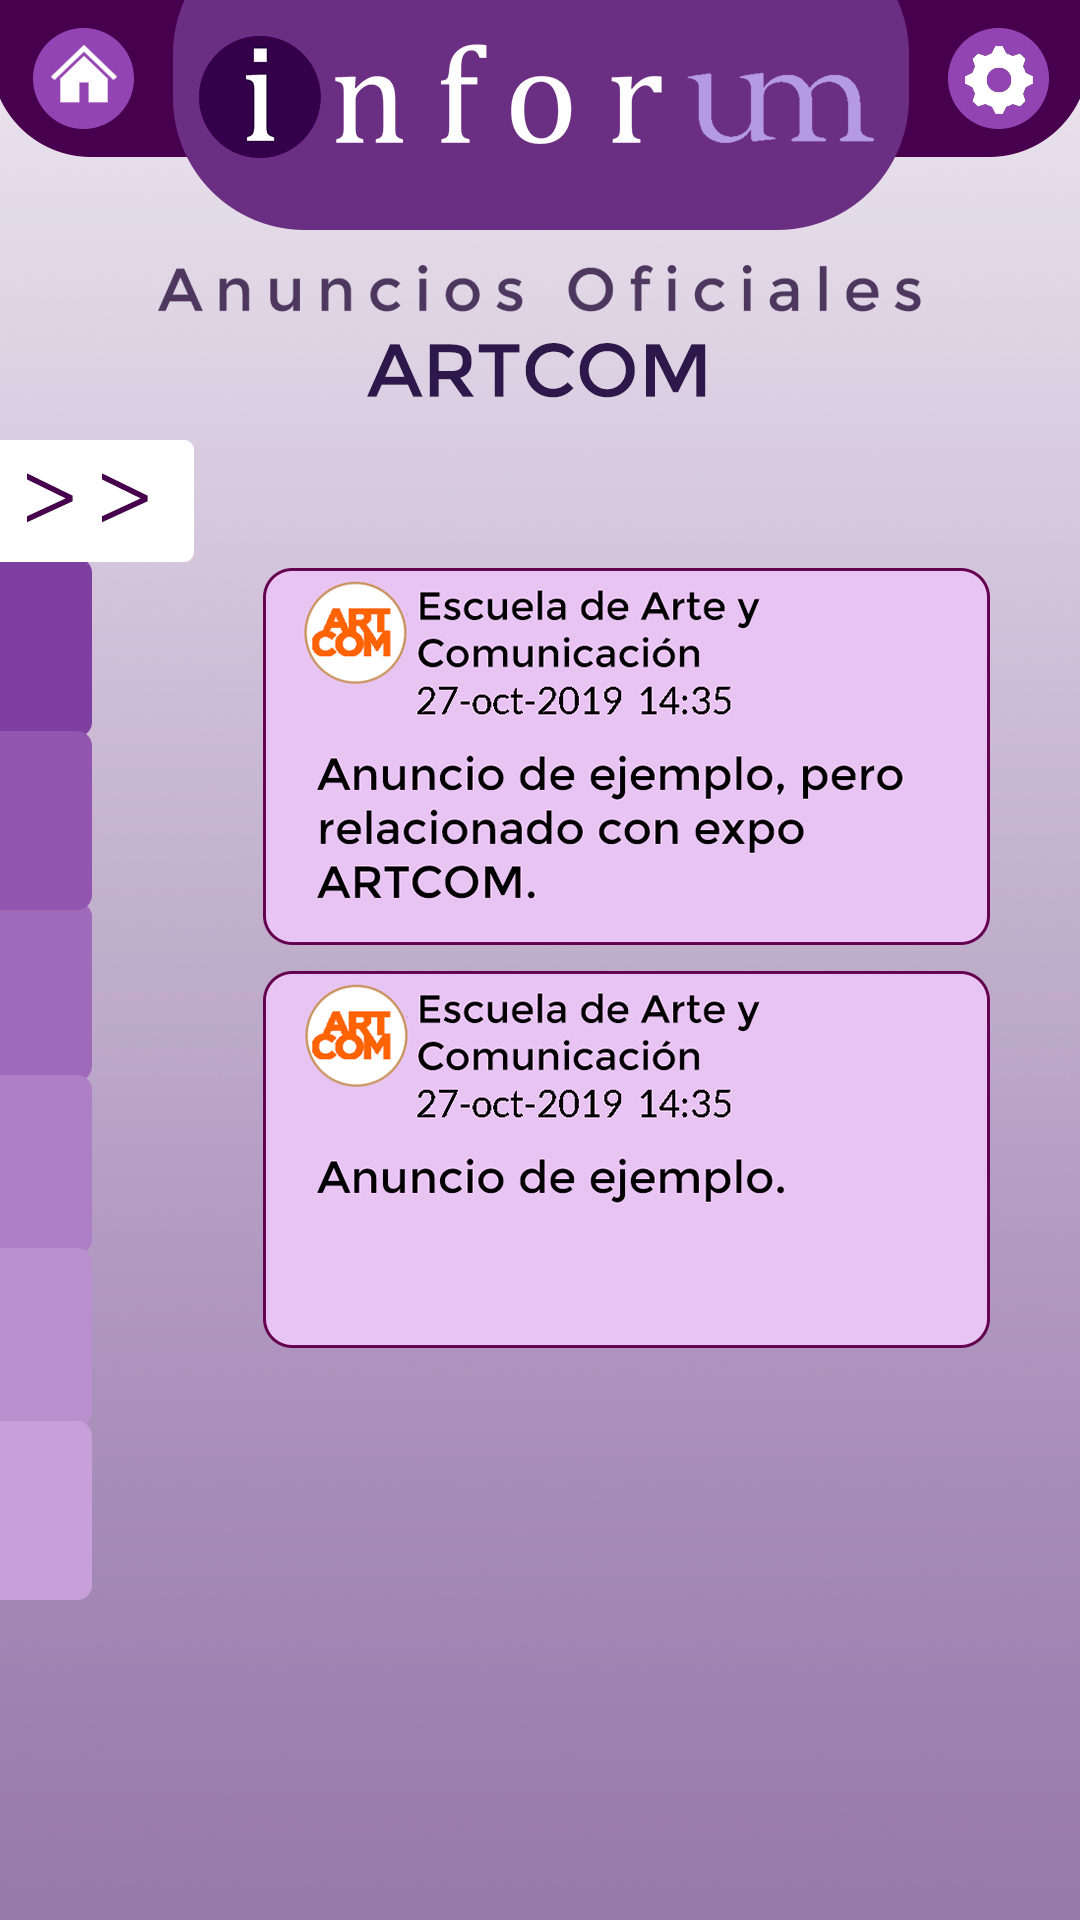 inforum
Anuncios Oficiales
ARTCOM
> >
ART
COM
Escuela de Arte y
Comunicación
27-oct-2019 14:35
Anuncio de ejemplo, pero
relacionado con expo
ARTCOM.
ART
COM
Escuela de Arte y
Comunicación
27-oct-2019 14:35
Anuncio de ejemplo.